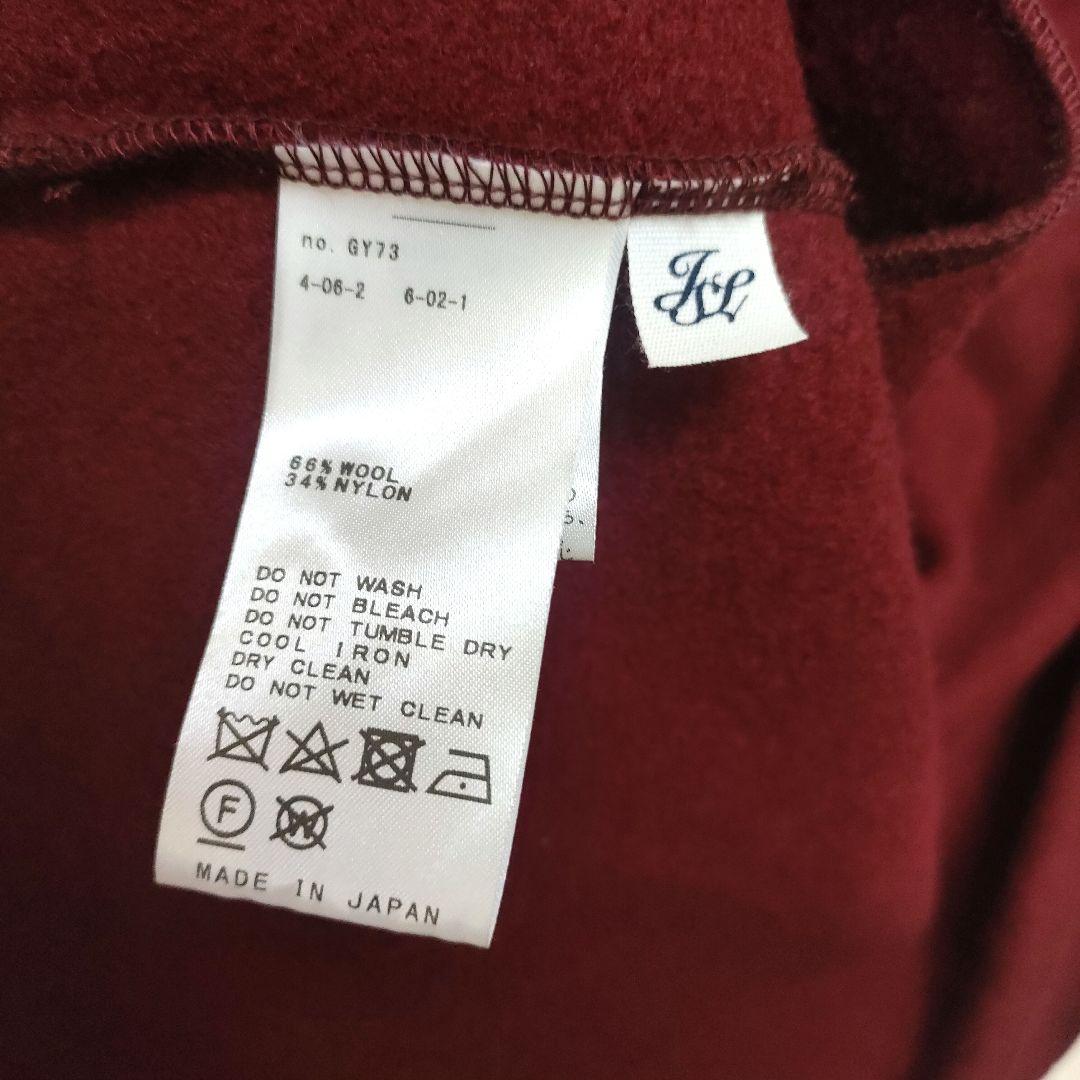 no. GY73
4-06-2 6-02-1
JSL
66% WOOL
34% NYLON
DO NOT WASH
DO NOT BLEACH
DO NOT TUMBLE DRY
COOL IRON
DRY CLEAN
DO NOT WET CLEAN
F W
MADE IN JAPAN